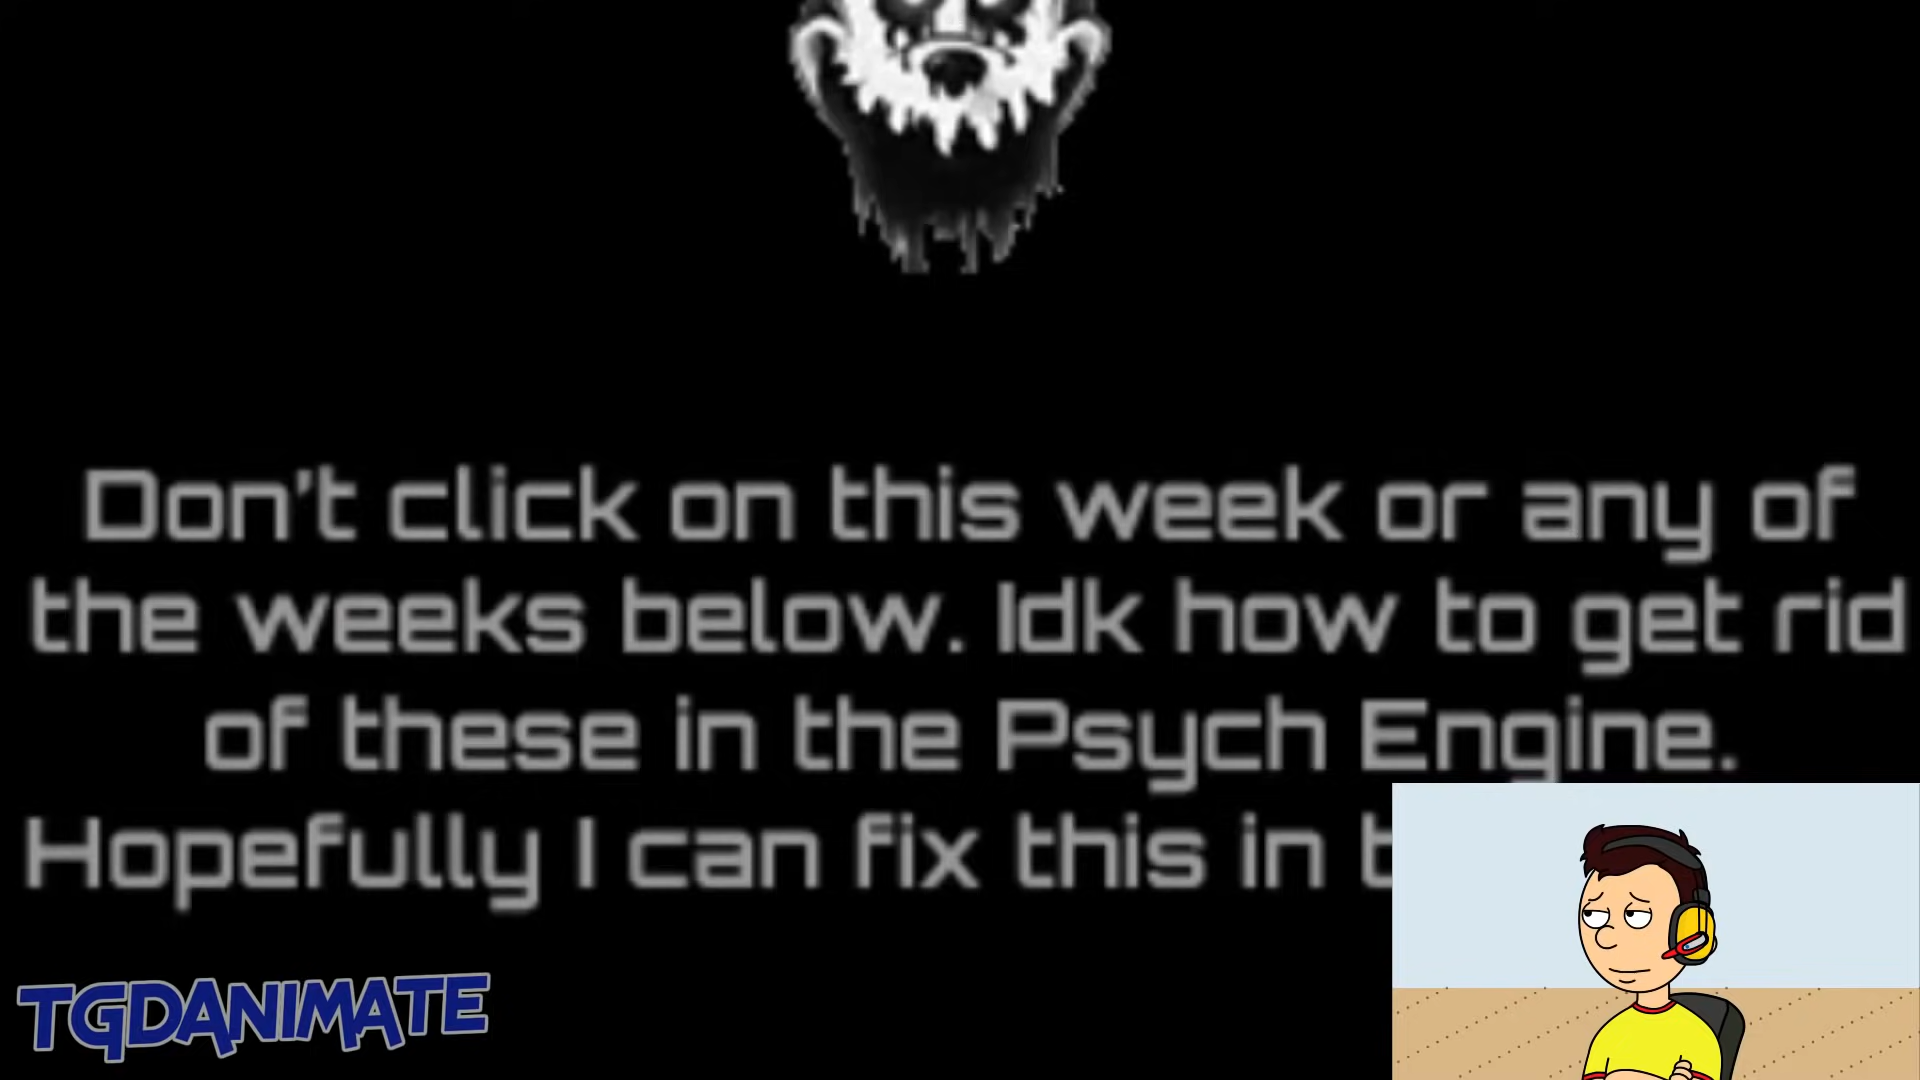 Don't click on this week or any of
the weeks below. Idk how to get rid
of these in the Psych Engine.
Hopefully I can fix this in
TGDANIMATE